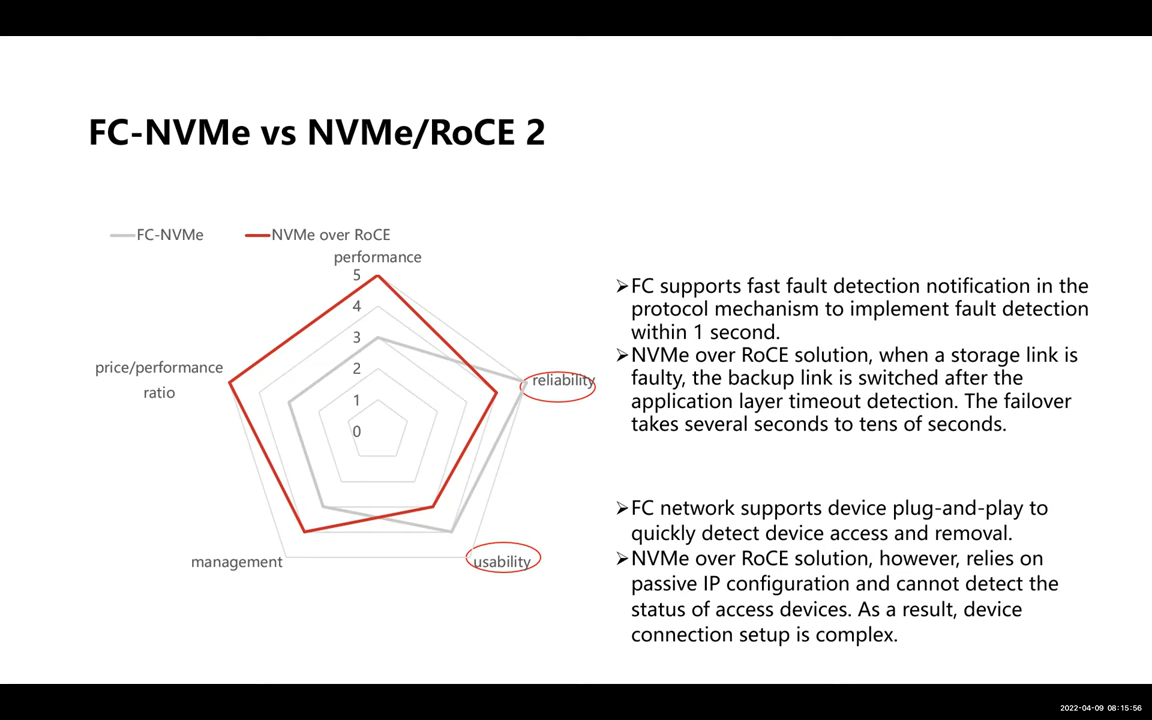 FC-NVMe vs NVMe/RoCE 2
FC-NVMe
NVMe over RoCE
performance
5
4
3
2
1
0
price/performance
ratio
reliability
management
usability
➢FC supports fast fault detection notification in the
protocol mechanism to implement fault detection
within 1 second.
➢NVMe over RoCE solution, when a storage link is
faulty, the backup link is switched after the
application layer timeout detection. The failover
takes several seconds to tens of seconds.
➢FC network supports device plug-and-play to
quickly detect device access and removal.
➢NVMe over RoCE solution, however, relies on
passive IP configuration and cannot detect the
status of access devices. As a result, device
connection setup is complex.
2022-04-09 08:15:56